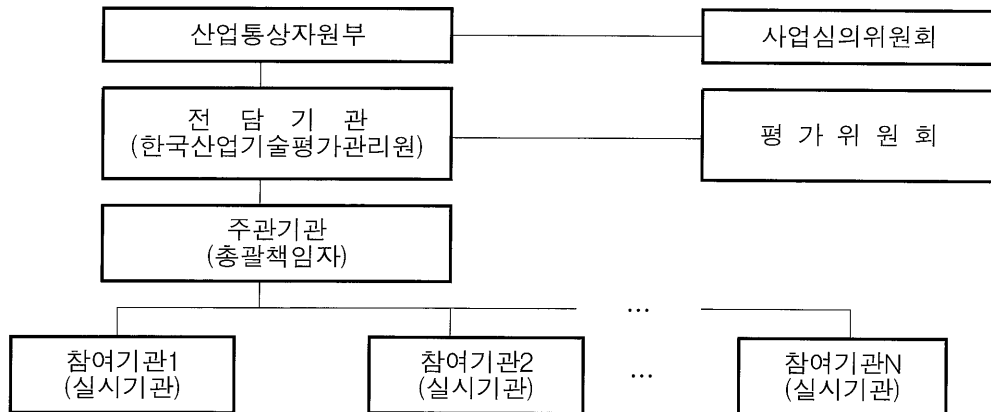 산업통상자원부
사업심의위원회
전 담 기 관
(한국산업기술평가관리원)
평 가 위 원 회
주관기관
(총괄책임자)
...
참여기관1
(실시기관)
참여기관2
(실시기관)
...
참여기관N
(실시기관)